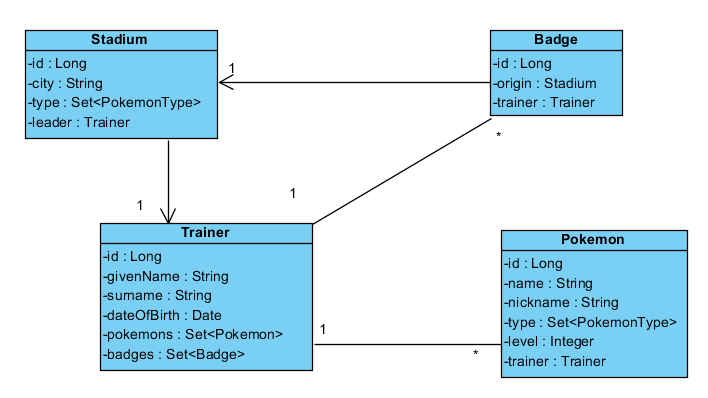 Stadium
-id : Long
-city : String
-type : Set<PokemonType>
-leader : Trainer
1
Badge
-id : Long
-origin : Stadium
-trainer : Trainer
*
1
1
Trainer
-id : Long
-givenName : String
-surname : String
-dateOfBirth : Date
-pokemons : Set<Pokemon>
-badges : Set<Badge>
1
*
Pokemon
-id : Long
-name : String
-nickname : String
-type : Set<PokemonType>
-level : Integer
-trainer : Trainer